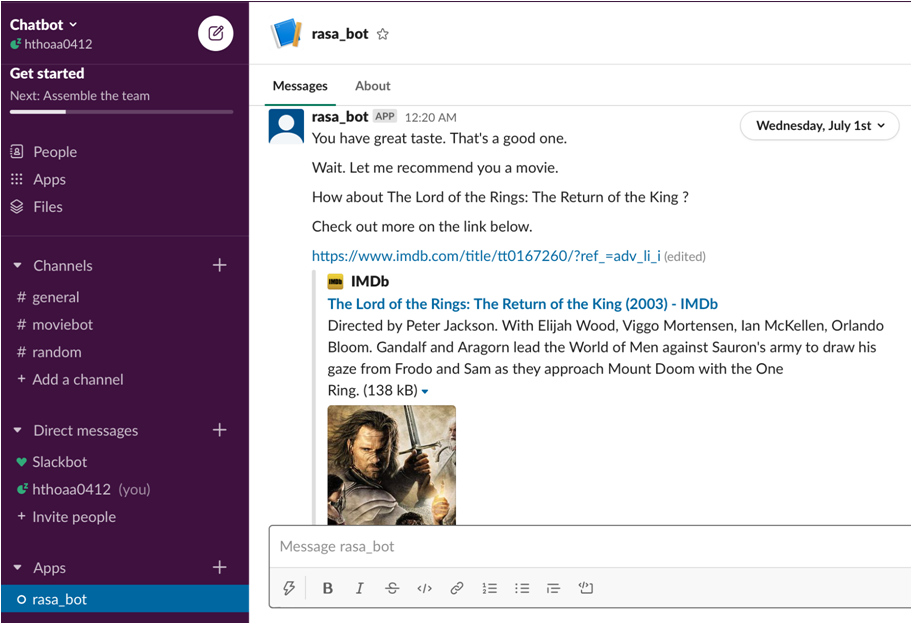 Chatbot
hthoaa0412
Get started
Next: Assemble the team
People
Apps
Files
Channels
# general
# moviebot
# random
+ Add a channel
Direct messages
Slackbot
hthoaa0412 (you)
+ Invite people
Apps
rasa_bot
rasa_bot
Messages About
rasa_bot APP 12:20 AM
Wednesday, July 1st
You have great taste. That's a good one.
Wait. Let me recommend you a movie.
How about The Lord of the Rings: The Return of the King ?
Check out more on the link below.
https://www.imdb.com/title/tt0167260/?ref_=adv_li_i (edited)
IMDb IMDb
The Lord of the Rings: The Return of the King (2003) - IMDb
Directed by Peter Jackson. With Elijah Wood, Viggo Mortensen, Ian McKellen, Orlando
Bloom. Gandalf and Aragorn lead the World of Men against Sauron's army to draw his
gaze from Frodo and Sam as they approach Mount Doom with the One
Ring. (138 kB)
Message rasa_bot
B I S </>